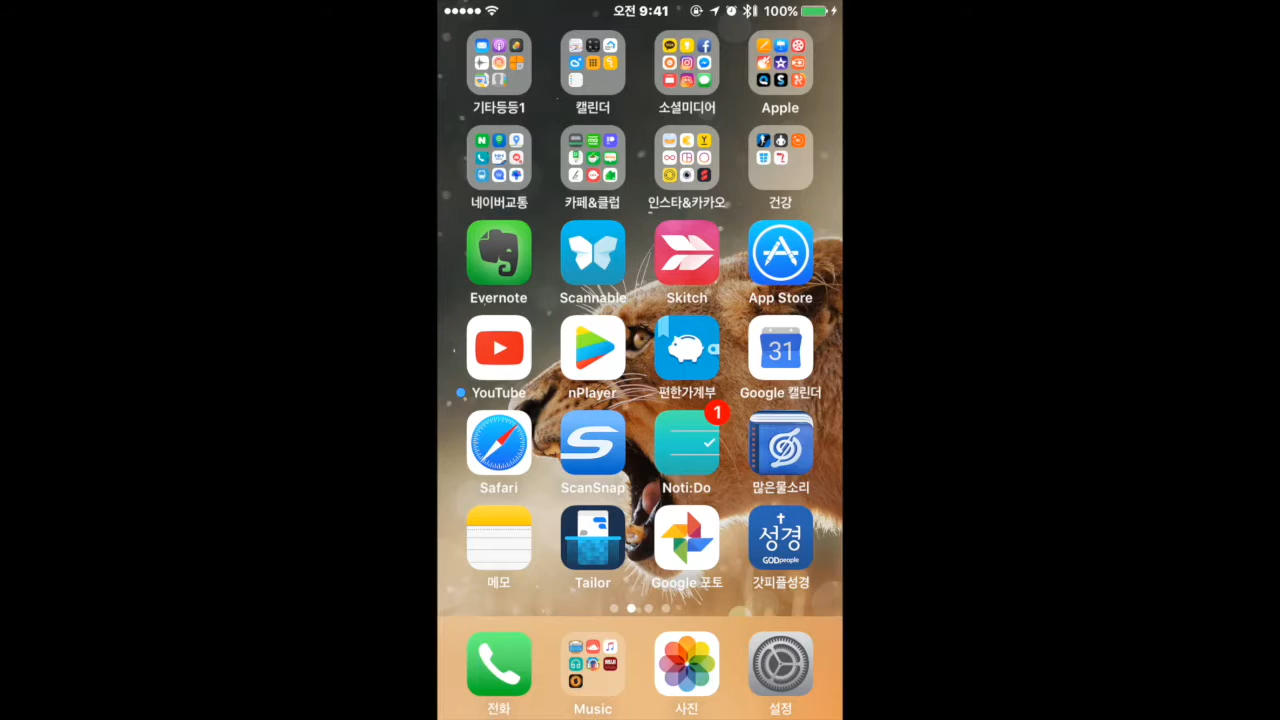 오전 9:41
100%
기타등등1
캘린더
소셜미디어
Apple
네이버교통
카페&클럽
인스타&카카오
건강
Evernote
Scannable
Skitch
App Store
31
YouTube
nPlayer
편한가계부
Google 캘린더
1
Safari
ScanSnap
Noti:Do
많은물소리
성경
GODpeople
메모
Tailor
Google 포토
갓피플성경
전화
Music
사진
설정